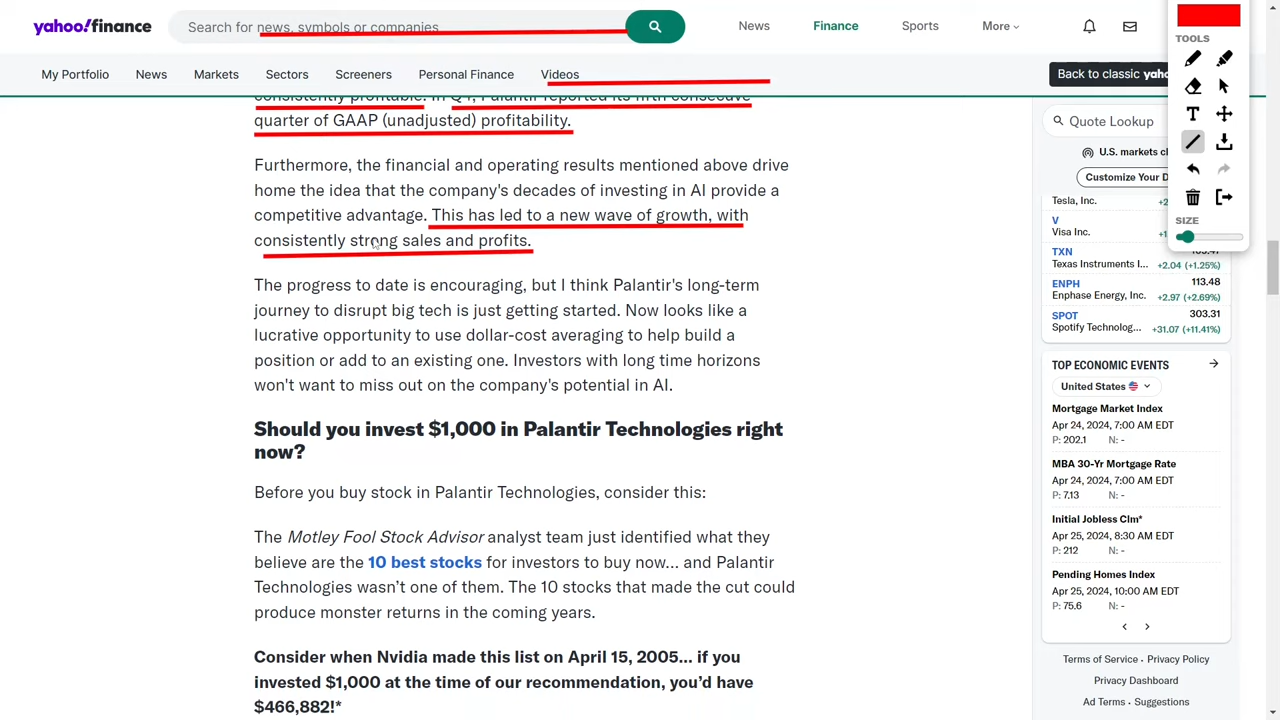 yahoo!finance
Search for news, symbols or companies
News
Finance
Sports
More
My Portfolio
News
Markets
Sectors
Screeners
Personal Finance
Videos
Back to classic
consistently profitable. In Q4, Palantir reported its fifth consecutive
quarter of GAAP (unadjusted) profitability.
Furthermore, the financial and operating results mentioned above drive
home the idea that the company's decades of investing in AI provide a
competitive advantage. This has led to a new wave of growth, with
consistently strong sales and profits.
The progress to date is encouraging, but I think Palantir's long-term
journey to disrupt big tech is just getting started. Now looks like a
lucrative opportunity to use dollar-cost averaging to help build a
position or add to an existing one. Investors with long time horizons
won't want to miss out on the company's potential in AI.
Should you invest $1,000 in Palantir Technologies right
now?
Before you buy stock in Palantir Technologies, consider this:
The Motley Fool Stock Advisor analyst team just identified what they
believe are the 10 best stocks for investors to buy now… and Palantir
Technologies wasn't one of them. The 10 stocks that made the cut could
produce monster returns in the coming years.
Consider when Nvidia made this list on April 15, 2005... if you
invested $1,000 at the time of our recommendation, you'd have
$466,882!*
Quote Lookup
U.S. markets
Customize Your
Tesla, Inc.
V
Visa Inc.
TXN
Texas Instruments I...
+2.04 (+1.25%)
ENPH
113.48
Enphase Energy, Inc.
+2.97 (+2.69%)
SPOT
303.31
Spotify Technolog...
+31.07 (+11.41%)
TOP ECONOMIC EVENTS
United States
Mortgage Market Index
Apr 24, 2024, 7:00 AM EDT
P: 202.1 N: -
MBA 30-Yr Mortgage Rate
Apr 24, 2024, 7:00 AM EDT
P: 7.13 N: -
Initial Jobless Clm*
Apr 25, 2024, 8:30 AM EDT
P: 212 N: -
Pending Homes Index
Apr 25, 2024, 10:00 AM EDT
P: 75.6 N: -
Terms of Service • Privacy Policy
Privacy Dashboard
Ad Terms • Suggestions
TOOLS
T
SIZE